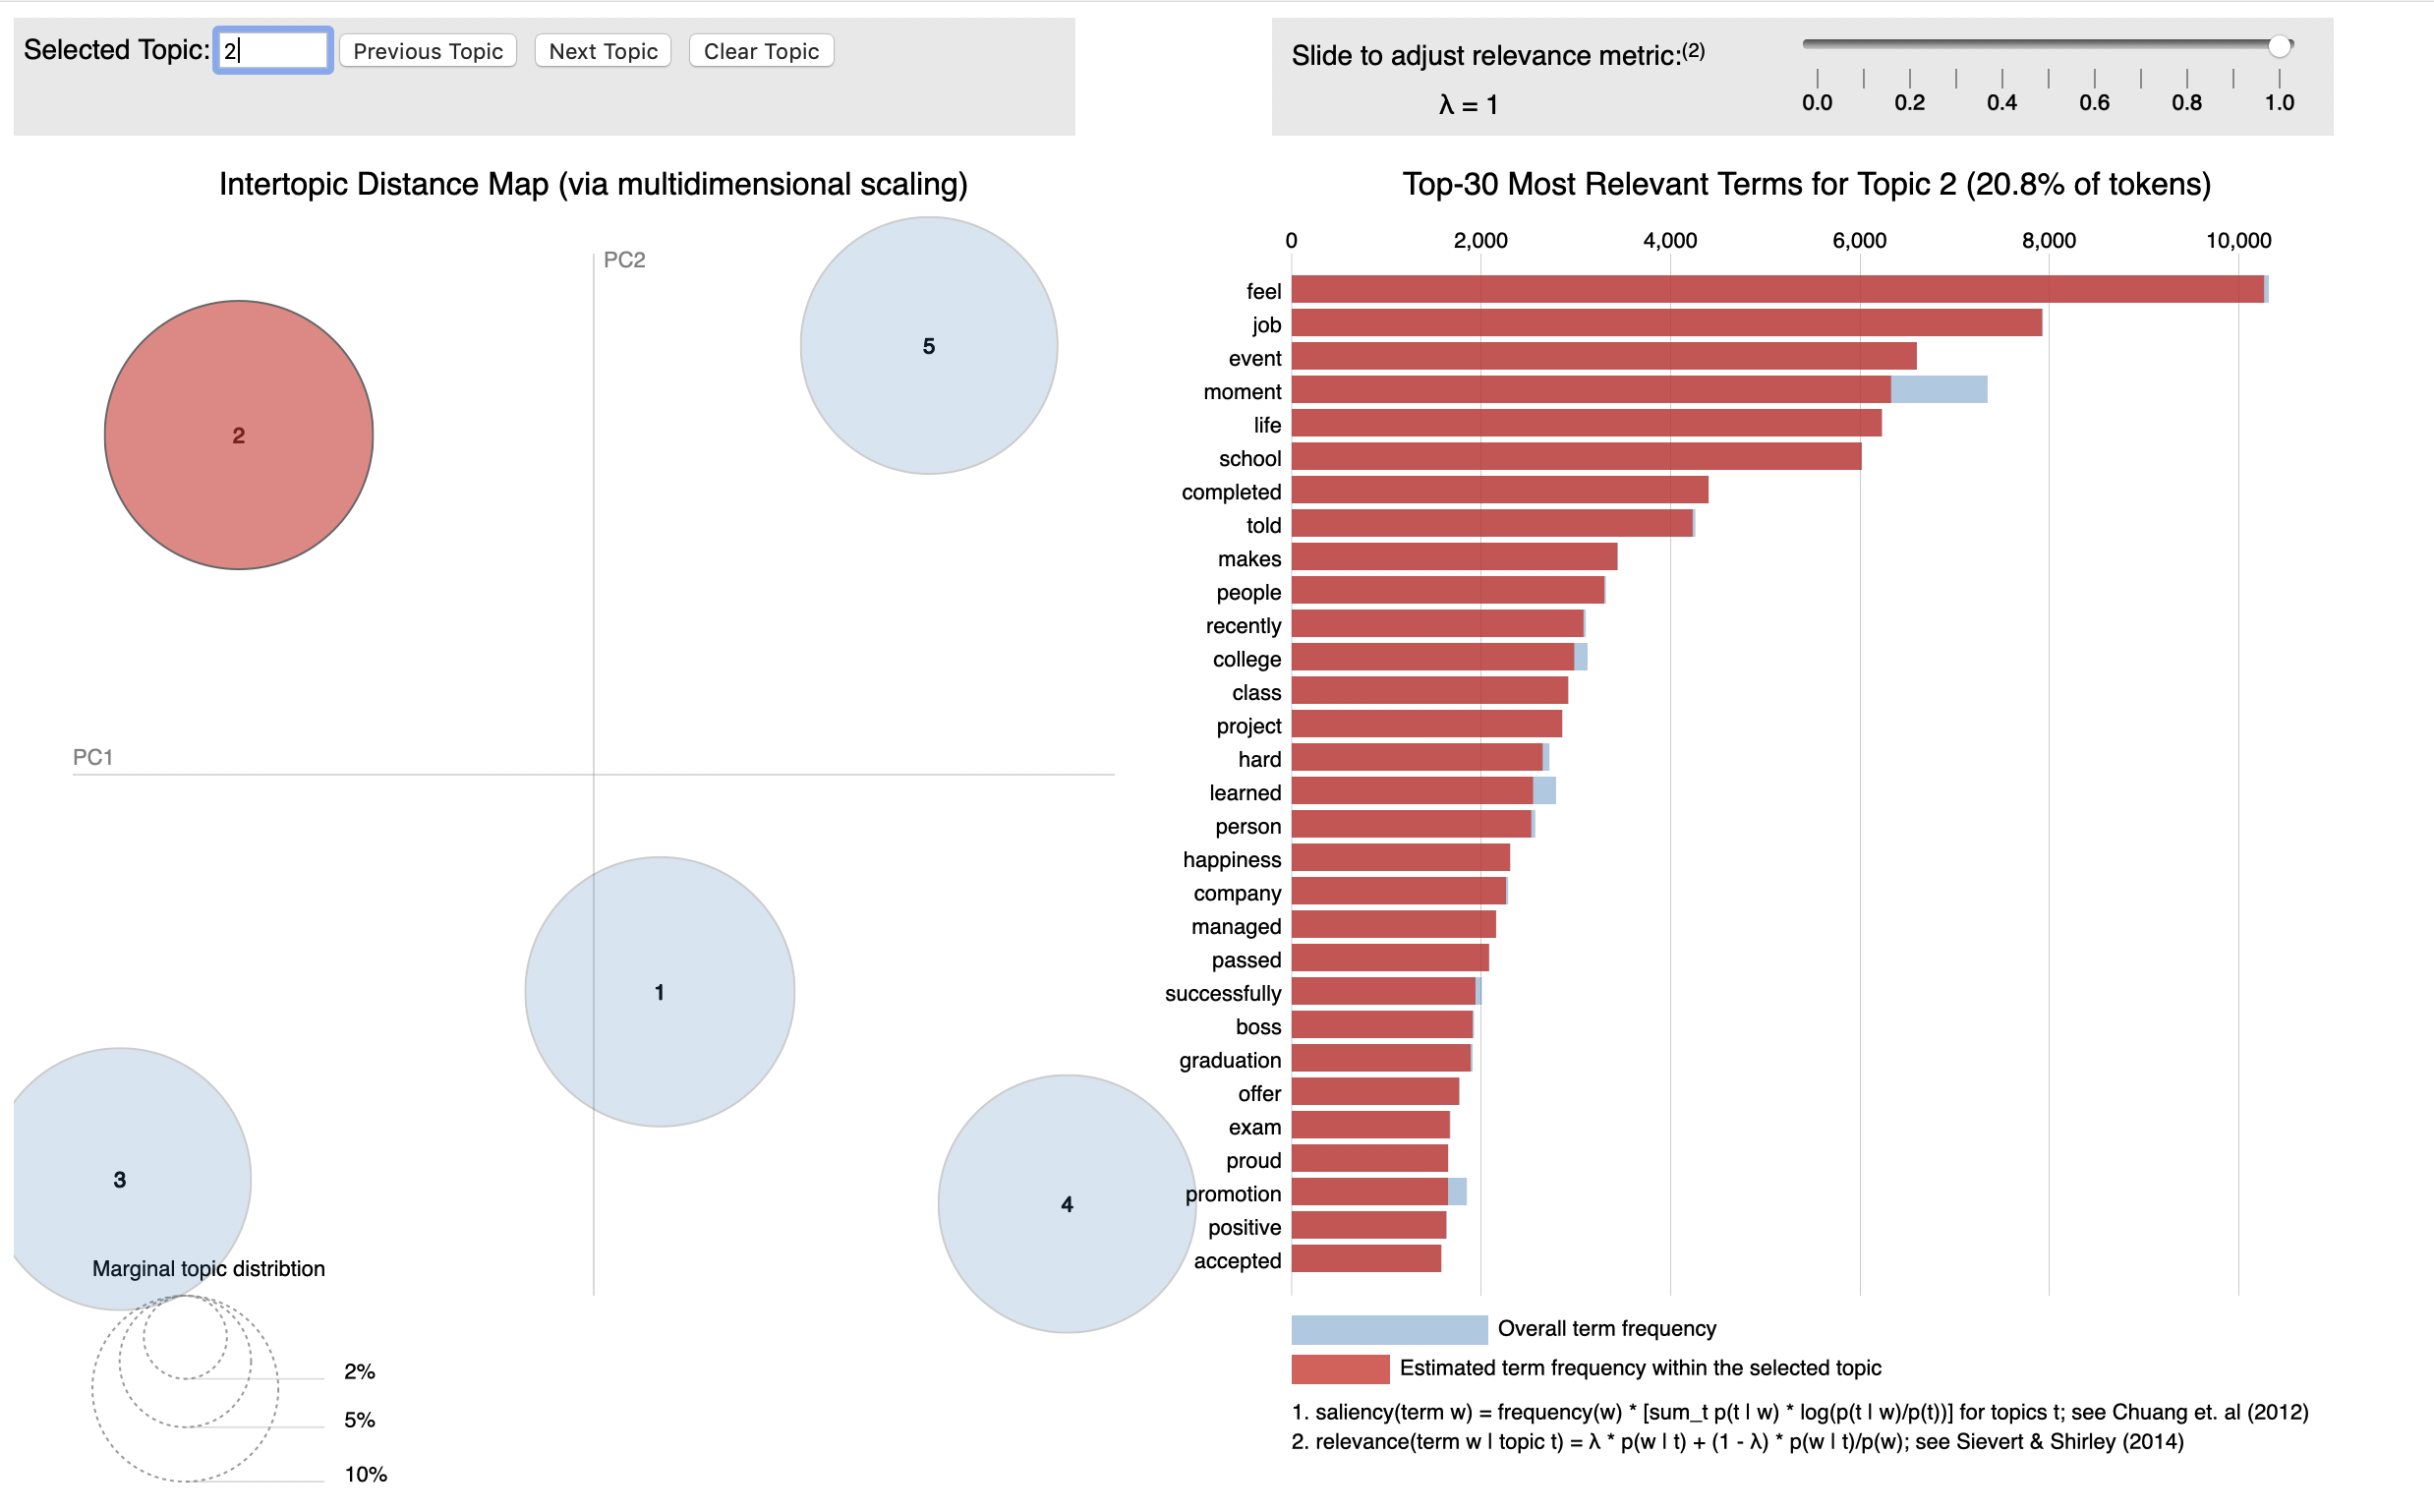 Selected Topic: 2 Previous Topic Next Topic Clear Topic
Slide to adjust relevance metric:(2)
λ = 1
0.0 0.2 0.4 0.6 0.8 1.0
Intertopic Distance Map (via multidimensional scaling)
PC2
5
2
PC1
1
3
4
Marginal topic distribtion
2%
5%
10%
Top-30 Most Relevant Terms for Topic 2 (20.8% of tokens)
0 2,000 4,000 6,000 8,000 10,000
feel
job
event
moment
life
school
completed
told
makes
people
recently
college
class
project
hard
learned
person
happiness
company
managed
passed
successfully
boss
graduation
offer
exam
proud
promotion
positive
accepted
Overall term frequency
Estimated term frequency within the selected topic
1. saliency(term w) = frequency(w) * [sum_t p(t | w) * log(p(t | w)/p(t))] for topics t; see Chuang et. al (2012)
2. relevance(term w | topic t) = λ * p(w | t) + (1 - λ) * p(w | t)/p(w); see Sievert & Shirley (2014)